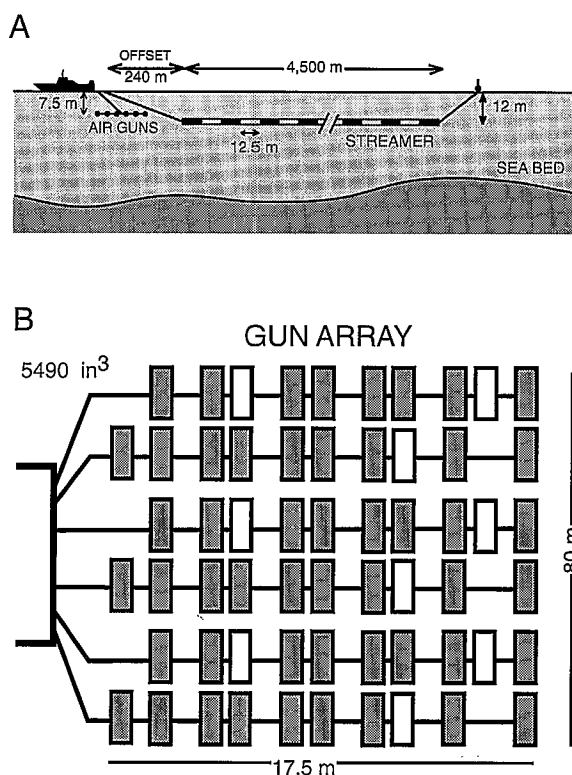 A
OFFSET
240 m
4,500 m
7.5 m
12 m
AIR GUNS
12.5 m
STREAMER
SEA BED
B
GUN ARRAY
5490 in³
80 m
17.5 m